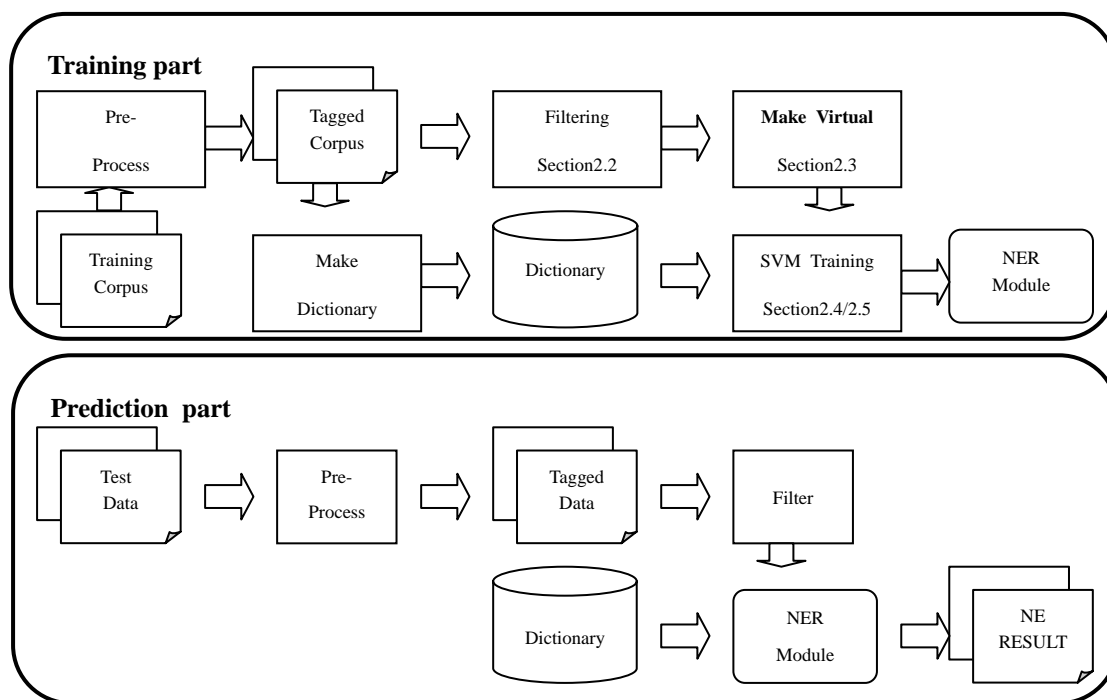 Training part
Pre-
Process
Tagged
Corpus
Filtering
Section2.2
Make Virtual
Section2.3
Training
Corpus
Make
Dictionary
Dictionary
SVM Training
Section2.4/2.5
NER
Module
Prediction part
Test
Data
Pre-
Process
Tagged
Data
Filter
Dictionary
NER
Module
NE
RESULT